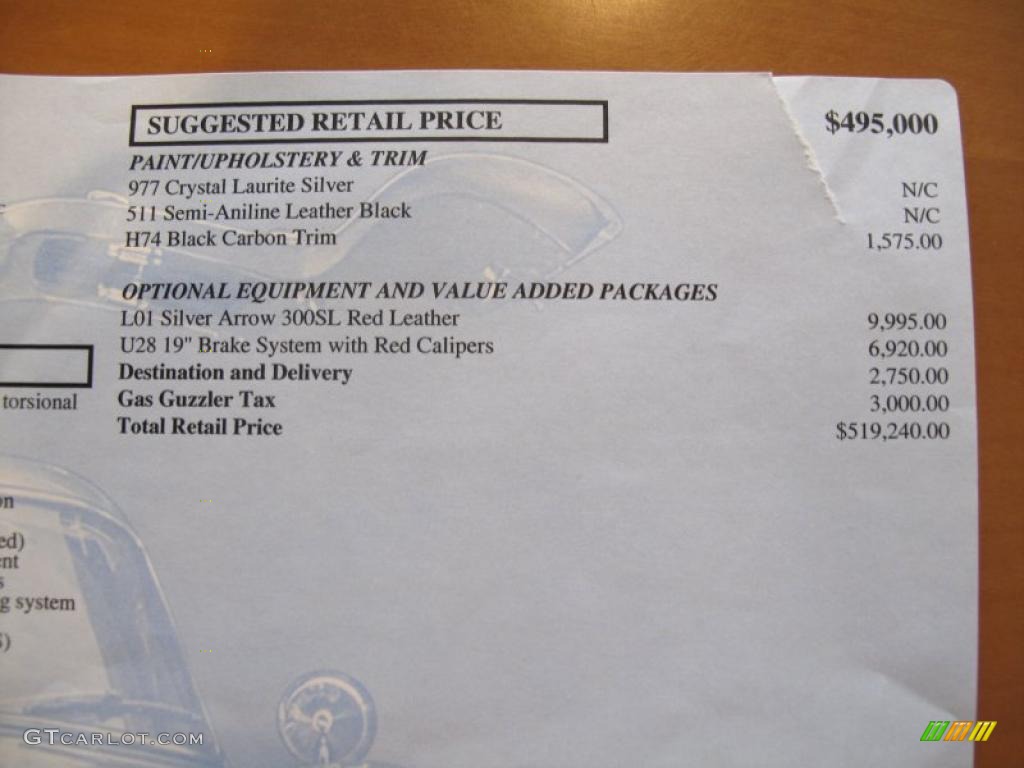 SUGGESTED RETAIL PRICE $495,000
PAINT/UPHOLSTERY & TRIM
977 Crystal Laurite Silver N/C
511 Semi-Aniline Leather Black N/C
H74 Black Carbon Trim 1,575.00
OPTIONAL EQUIPMENT AND VALUE ADDED PACKAGES
L01 Silver Arrow 300SL Red Leather 9,995.00
U28 19" Brake System with Red Calipers 6,920.00
Destination and Delivery 2,750.00
Gas Guzzler Tax 3,000.00
Total Retail Price $519,240.00
torsional
g system
GTCARLOT.COM